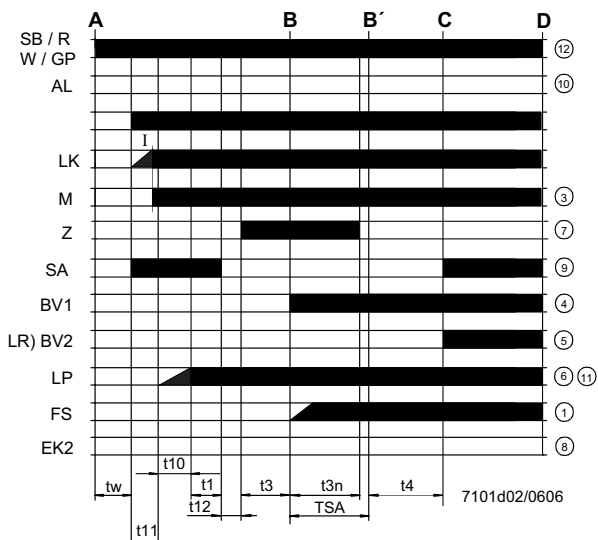 A B B´ C D
SB / R
W / GP ⑫
AL ⑩
I
LK
M ③
Z ⑦
SA ⑨
BV1 ④
LR) BV2 ⑤
LP ⑥ ⑪
FS ①
EK2 ⑧
t10
tw t1 t3 t3n t4
t12 TSA
t11
7101d02/0606